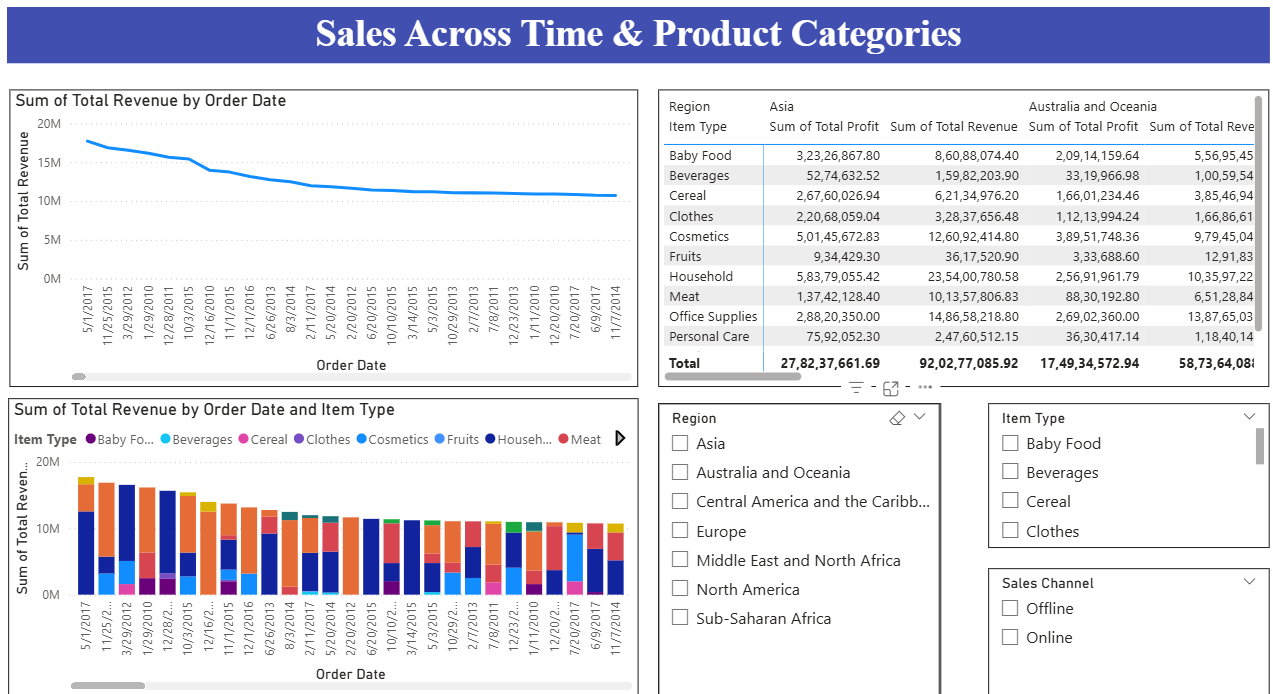 Sales Across Time & Product Categories
Sum of Total Revenue by Order Date
20M
15M
10M
5M
0M
Sum of Total Revenue
5/1/2017
11/25/2015
3/29/2012
1/29/2010
12/28/2011
10/3/2015
12/16/2010
11/1/2015
12/1/2016
6/26/2013
8/3/2014
2/11/2017
5/20/2014
2/20/2012
6/20/2015
10/10/2015
3/14/2015
5/3/2015
10/29/2013
2/7/2013
7/8/2011
12/23/2013
1/11/2010
12/20/2010
7/20/2017
6/9/2017
11/7/2014
Order Date
Region Asia Australia and Oceania
Item Type Sum of Total Profit Sum of Total Revenue Sum of Total Profit Sum of Total Reve
Baby Food 3,23,26,867.80 8,60,88,074.40 2,09,14,159.64 5,56,95,45
Beverages 52,74,632.52 1,59,82,203.90 33,19,966.98 1,00,59,54
Cereal 2,67,60,026.94 6,21,34,976.20 1,66,01,234.46 3,85,46,94
Clothes 2,20,68,059.04 3,28,37,656.48 1,12,13,994.24 1,66,86,61
Cosmetics 5,01,45,672.83 12,60,92,414.80 3,89,51,748.36 9,79,45,04
Fruits 9,34,429.30 36,17,520.90 3,33,688.60 12,91,83
Household 5,83,79,055.42 23,54,00,780.58 2,56,91,961.79 10,35,97,22
Meat 1,37,42,128.40 10,13,57,806.83 88,30,192.80 6,51,28,84
Office Supplies 2,88,20,350.00 14,86,58,218.80 2,69,02,360.00 13,87,65,03
Personal Care 75,92,052.30 2,47,60,512.15 36,30,417.14 1,18,40,14
Total 27,82,37,661.69 92,02,77,085.92 17,49,34,572.94 58,73,64,088
Sum of Total Revenue by Order Date and Item Type
Item Type Baby Fo... Beverages Cereal Clothes Cosmetics Fruits Househ... Meat
20M
10M
0M
Sum of Total Reven...
5/1/2017
11/25/2...
3/29/2012
1/29/2010
12/28/2...
10/3/2015
12/16/2...
11/1/2015
12/1/2016
6/26/2013
8/3/2014
2/11/2017
5/20/2014
2/20/2012
6/20/2015
10/10/2...
3/14/2015
5/3/2015
10/29/2...
2/7/2013
7/8/2011
12/23/2...
1/11/2010
12/20/2...
7/20/2017
6/9/2017
11/7/2014
Order Date
Region
Asia
Australia and Oceania
Central America and the Caribb...
Europe
Middle East and North Africa
North America
Sub-Saharan Africa
Item Type
Baby Food
Beverages
Cereal
Clothes
Sales Channel
Offline
Online